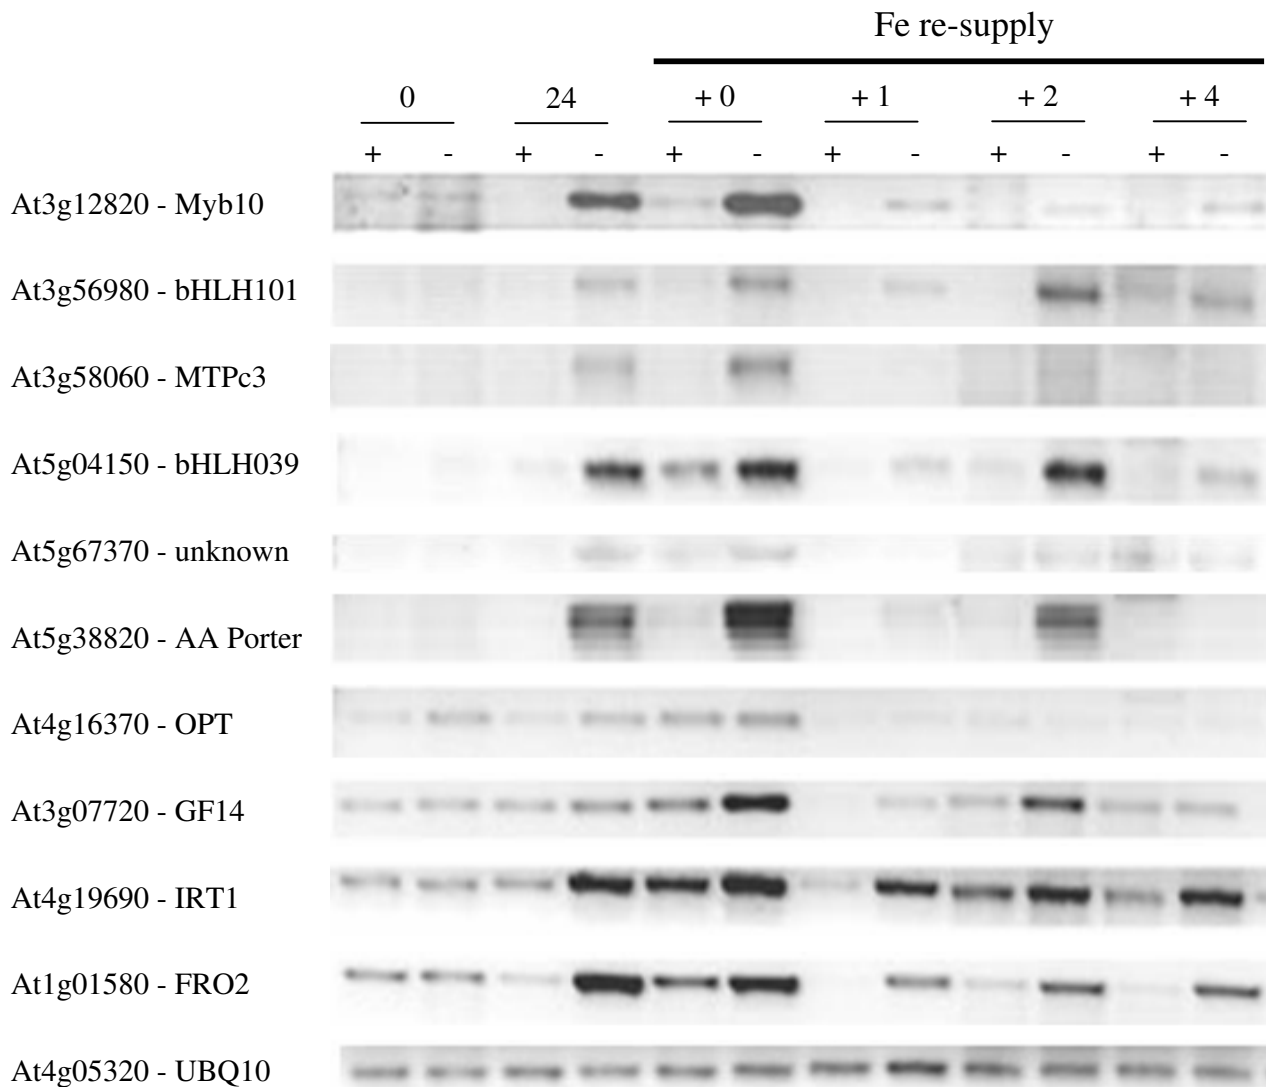 Fe re-supply
0 24 + 0 + 1 + 2 + 4
+ - + - + - + - + - + -
At3g12820 - Myb10
At3g56980 - bHLH101
At3g58060 - MTPc3
At5g04150 - bHLH039
At5g67370 - unknown
At5g38820 - AA Porter
At4g16370 - OPT
At3g07720 - GF14
At4g19690 - IRT1
At1g01580 - FRO2
At4g05320 - UBQ10